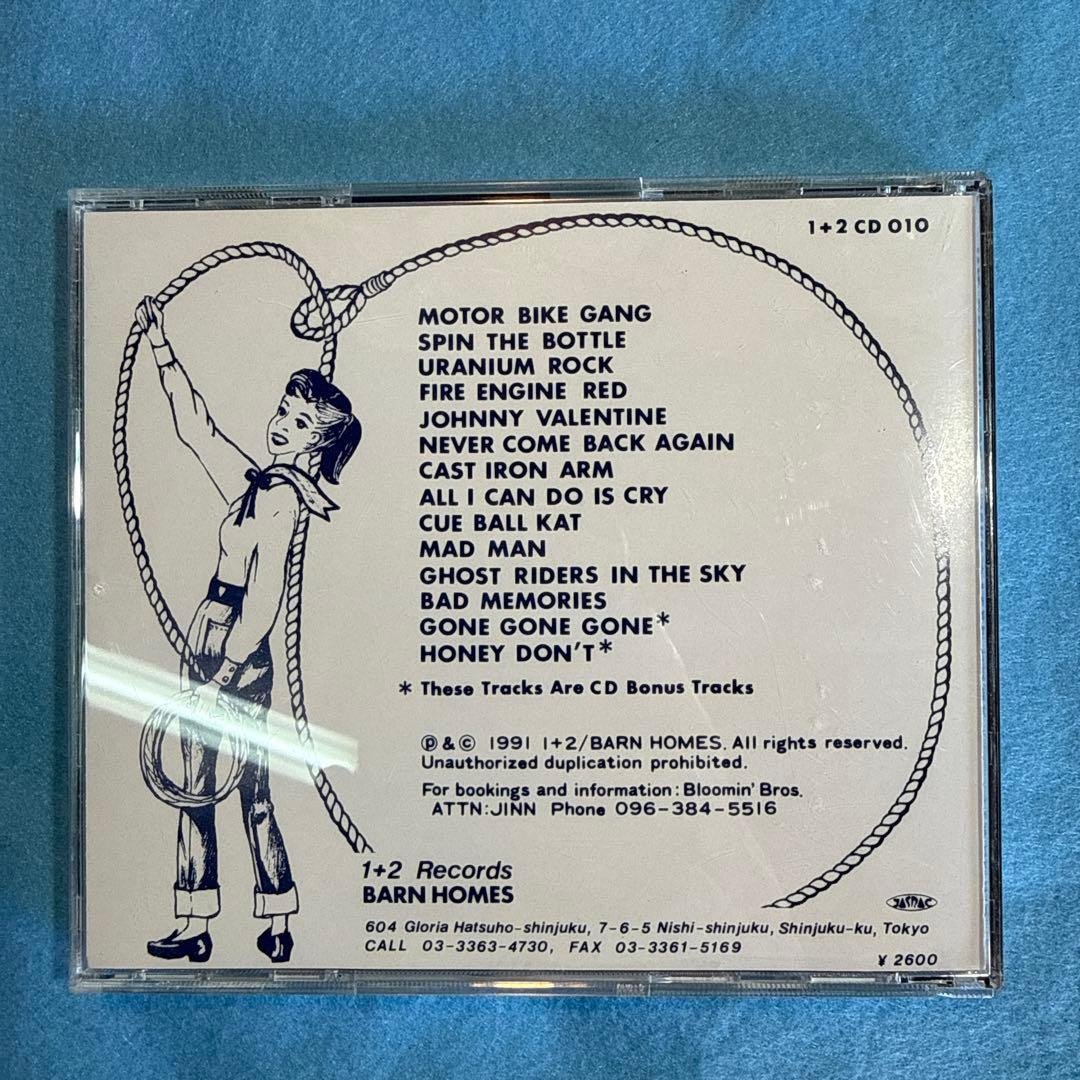 1+2 CD 010
MOTOR BIKE GANG
SPIN THE BOTTLE
URANIUM ROCK
FIRE ENGINE RED
JOHNNY VALENTINE
NEVER COME BACK AGAIN
CAST IRON ARM
ALL I CAN DO IS CRY
CUE BALL KAT
MAD MAN
GHOST RIDERS IN THE SKY
BAD MEMORIES
GONE GONE GONE*
HONEY DON'T*
* These Tracks Are CD Bonus Tracks
℗ & © 1991 1+2/BARN HOMES. All rights reserved.
Unauthorized duplication prohibited.
For bookings and information: Bloomin' Bros.
ATTN:JINN Phone 096-384-5516
1+2 Records
BARN HOMES
JASRAC
604 Gloria Hatsuho-shinjuku, 7-6-5 Nishi-shinjuku, Shinjuku-ku, Tokyo
CALL 03-3363-4730, FAX 03-3361-5169
¥ 2600